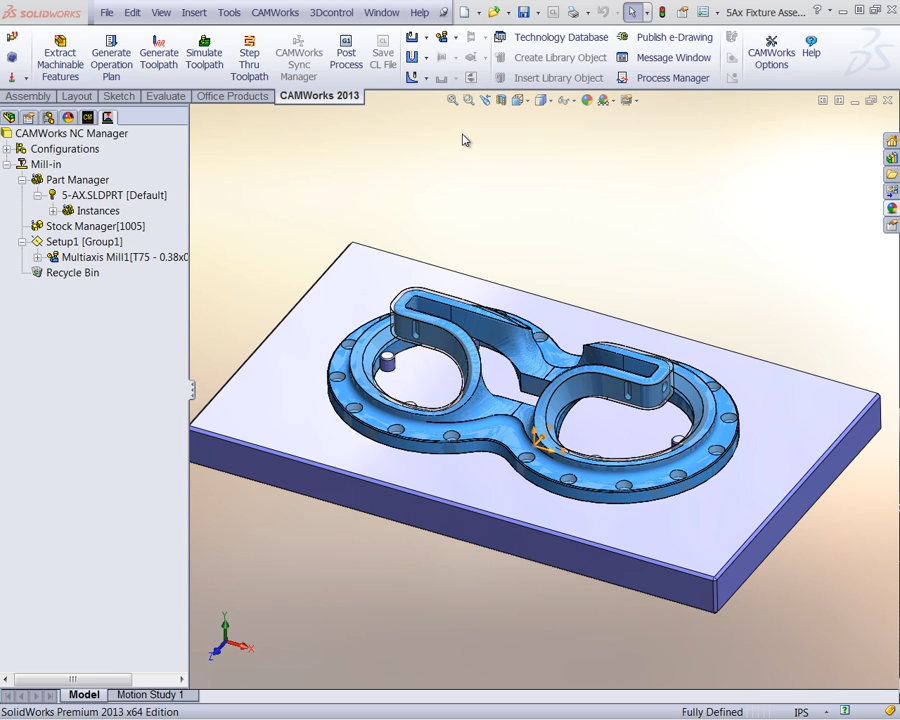 SOLIDWORKS File Edit View Insert Tools CAMWorks 3Dcontrol Window Help 5Ax Fixture Asse...
Extract Machinable Features
Generate Operation Plan
Generate Toolpath
Simulate Toolpath
Step Thru Toolpath
CAMWorks Sync Manager
Post Process
Save CL File
Technology Database
Create Library Object
Insert Library Object
Publish e-Drawing
Message Window
Process Manager
CAMWorks Options
Help
Assembly Layout Sketch Evaluate Office Products CAMWorks 2013
CAMWorks NC Manager
Configurations
Mill-in
Part Manager
5-AX.SLDPRT [Default]
Instances
Stock Manager[1005]
Setup1 [Group1]
Multiaxis Mill1[T75 - 0.38x0
Recycle Bin
Y
X
Z
Model Motion Study 1
SolidWorks Premium 2013 x64 Edition Fully Defined IPS